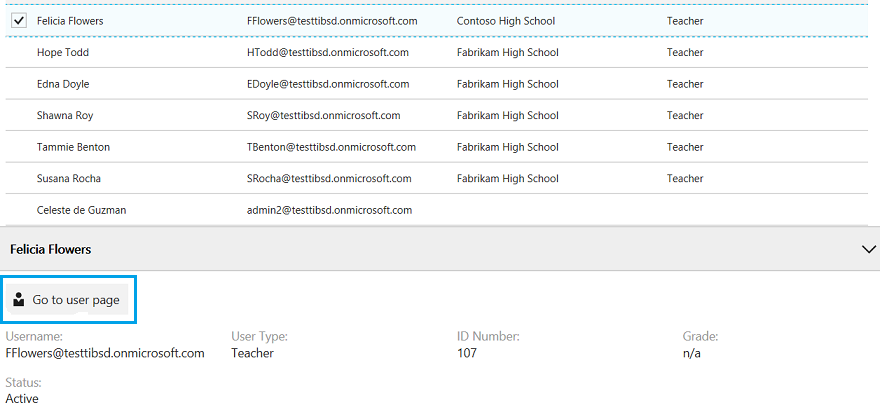 Felicia Flowers FFlowers@testtibsd.onmicrosoft.com Contoso High School Teacher
Hope Todd HTodd@testtibsd.onmicrosoft.com Fabrikam High School Teacher
Edna Doyle EDoyle@testtibsd.onmicrosoft.com Fabrikam High School Teacher
Shawna Roy SRoy@testtibsd.onmicrosoft.com Fabrikam High School Teacher
Tammie Benton TBenton@testtibsd.onmicrosoft.com Fabrikam High School Teacher
Susana Rocha SRocha@testtibsd.onmicrosoft.com Fabrikam High School Teacher
Celeste de Guzman admin2@testtibsd.onmicrosoft.com
Felicia Flowers
Go to user page
Username: User Type: ID Number: Grade:
FFlowers@testtibsd.onmicrosoft.com Teacher 107 n/a
Status:
Active